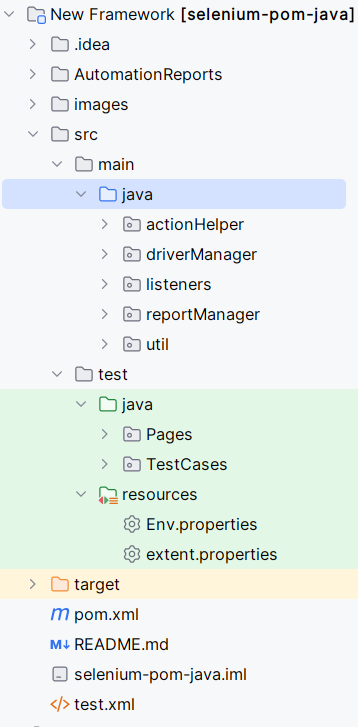 New Framework [selenium-pom-java]
.idea
AutomationReports
images
src
main
java
actionHelper
driverManager
listeners
reportManager
util
test
java
Pages
TestCases
resources
Env.properties
extent.properties
target
m pom.xml
M↓ README.md
selenium-pom-java.iml
</> test.xml